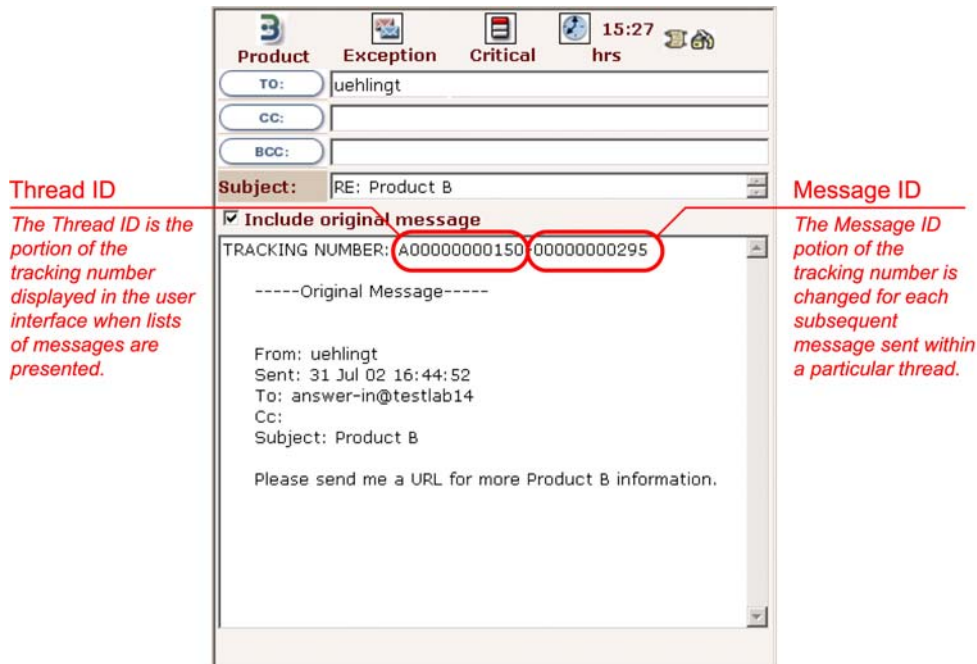 Product Exception Critical 15:27 hrs
TO: uehlingt
CC:
BCC:
Subject: RE: Product B
Include original message
TRACKING NUMBER: A00000000150-00000000295
-----Original Message-----
From: uehlingt
Sent: 31 Jul 02 16:44:52
To: answer-in@testlab14
Cc:
Subject: Product B
Please send me a URL for more Product B information.
Thread ID
The Thread ID is the
portion of the
tracking number
displayed in the user
interface when lists
of messages are
presented.
Message ID
The Message ID
potion of the
tracking number is
changed for each
subsequent
message sent within
a particular thread.